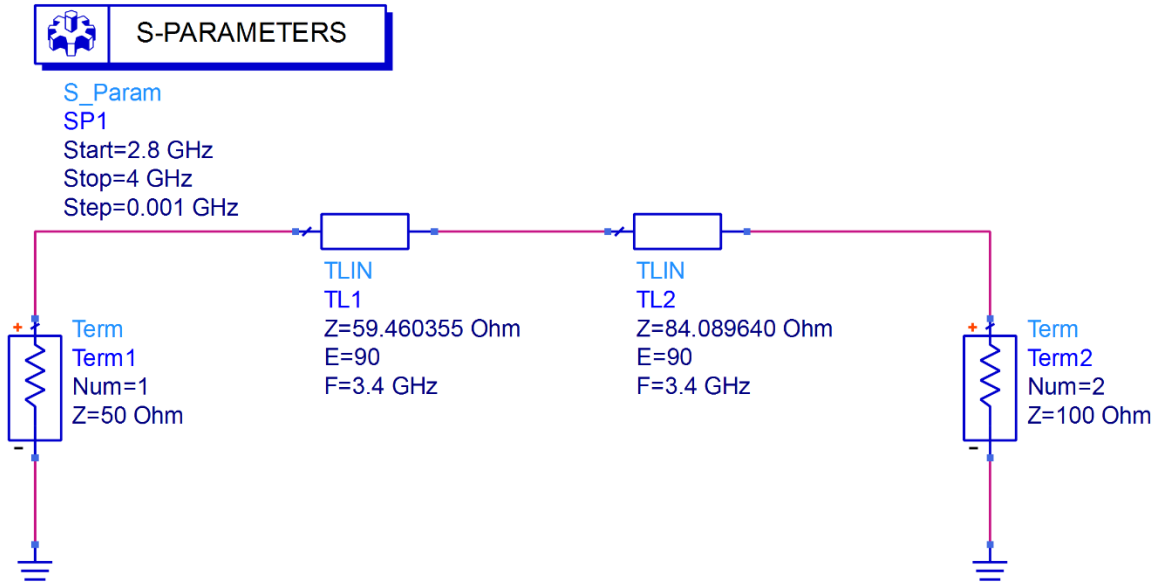 S-PARAMETERS
S_Param
SP1
Start=2.8 GHz
Stop=4 GHz
Step=0.001 GHz
TLIN
TL1
Z=59.460355 Ohm
E=90
F=3.4 GHz
TLIN
TL2
Z=84.089640 Ohm
E=90
F=3.4 GHz
+
Term
Term1
Num=1
Z=50 Ohm
-
+
Term
Term2
Num=2
Z=100 Ohm
-